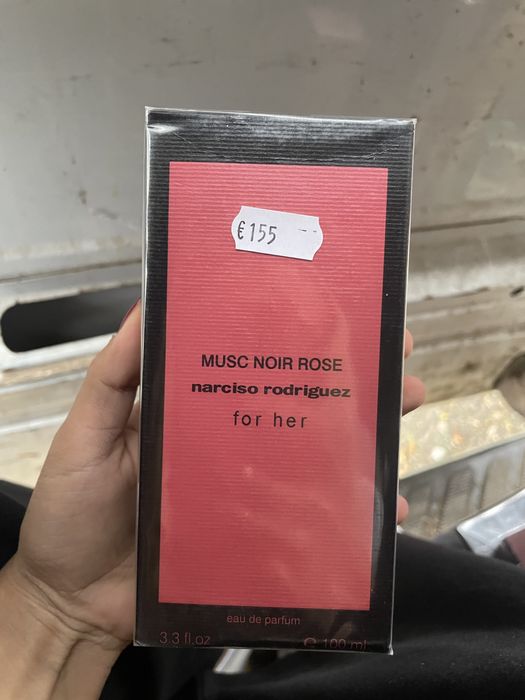 €155 --
MUSC NOIR ROSE
narciso rodriguez
for her
eau de parfum
3.3 fl.oz ℮ 100 ml